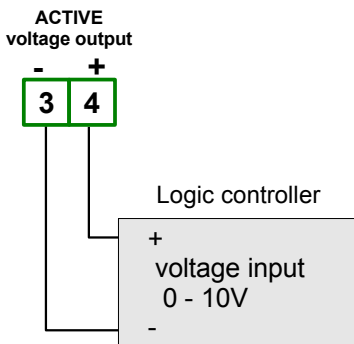 ACTIVE
voltage output
- +
3 4
Logic controller
+
voltage input
0 - 10V
-